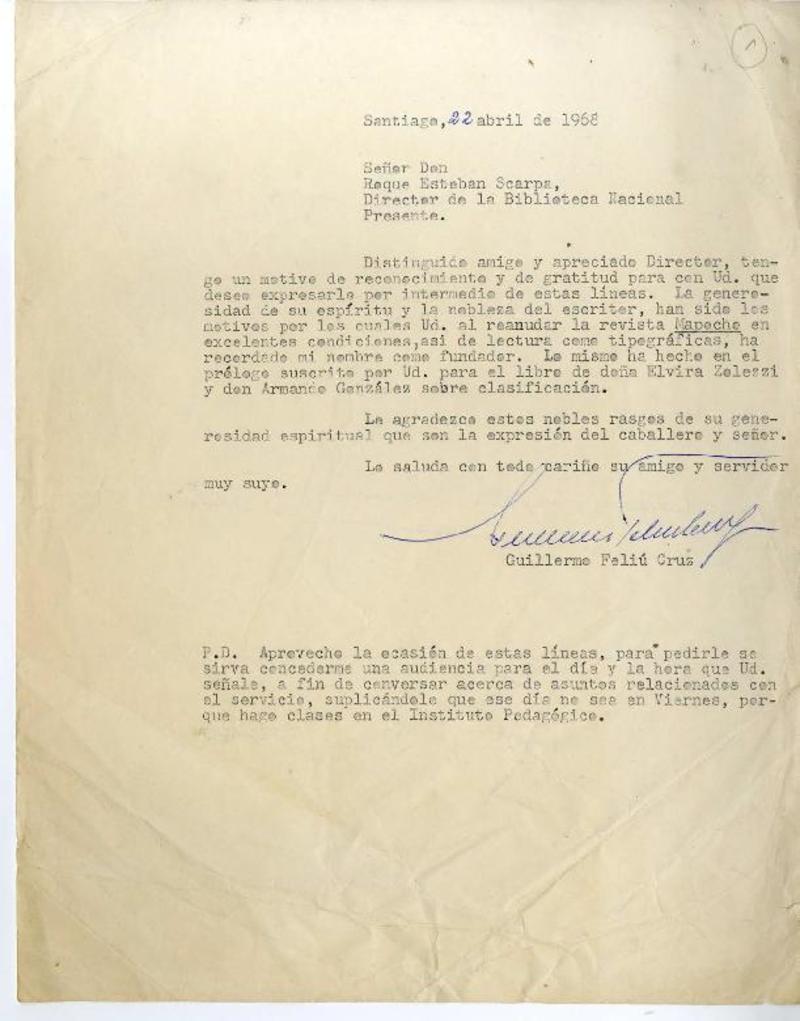 1
Santiago, 22 abril de 1968
Señor Don
Roque Esteban Scarpa,
Director de la Biblioteca Nacional
Presente.
Distinguido amigo y apreciado Director, ten-
go un motivo de reconocimiento y de gratitud para con Ud. que
deseo expresarle por intermedio de estas líneas. La genero-
sidad de su espíritu y la nobleza del escritor, han sido los
motivos por los cuales Ud. al reanudar la revista Mapocho en
excelentes condiciones,asi de lectura como tipográficas, ha
recordado mi nombre como fundador. Lo mismo ha hecho en el
prólogo suscrito por Ud. para el libro de doña Elvira Zolezzi
y don Armando González sobre clasificación.
Le agradezco estos nobles rasgos de su gene-
rosidad espiritual que son la expresión del caballero y señor.
Lo saluda con todo cariño su amigo y servidor
muy suyo.
Guillermo Feliú Cruz
P.D. Aprovecho la ocasión de estas líneas, para pedirle se
sirva concederme una audiencia para el día y la hora que Ud.
señale, a fin de conversar acerca de asuntos relacionados con
el servicio, suplicándole que ese día no sea en Viernes, por-
que hago clases en el Instituto Pedagógico.